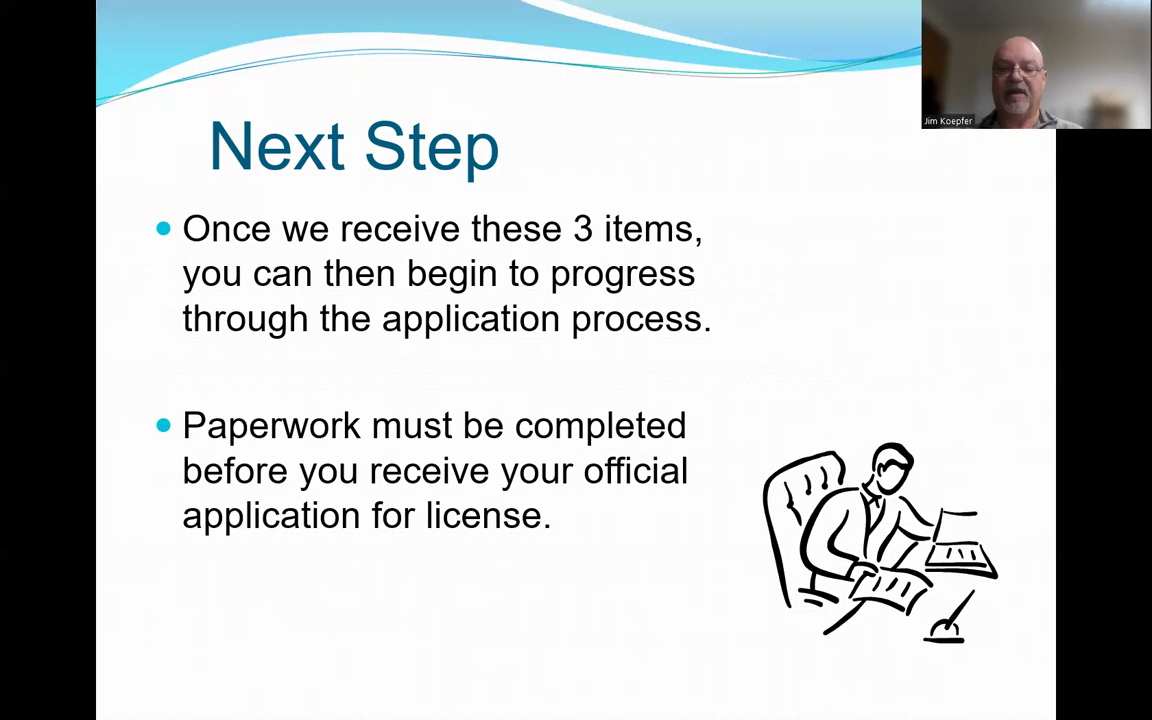 Jim Koepfer
Next Step
Once we receive these 3 items,
you can then begin to progress
through the application process.
Paperwork must be completed
before you receive your official
application for license.